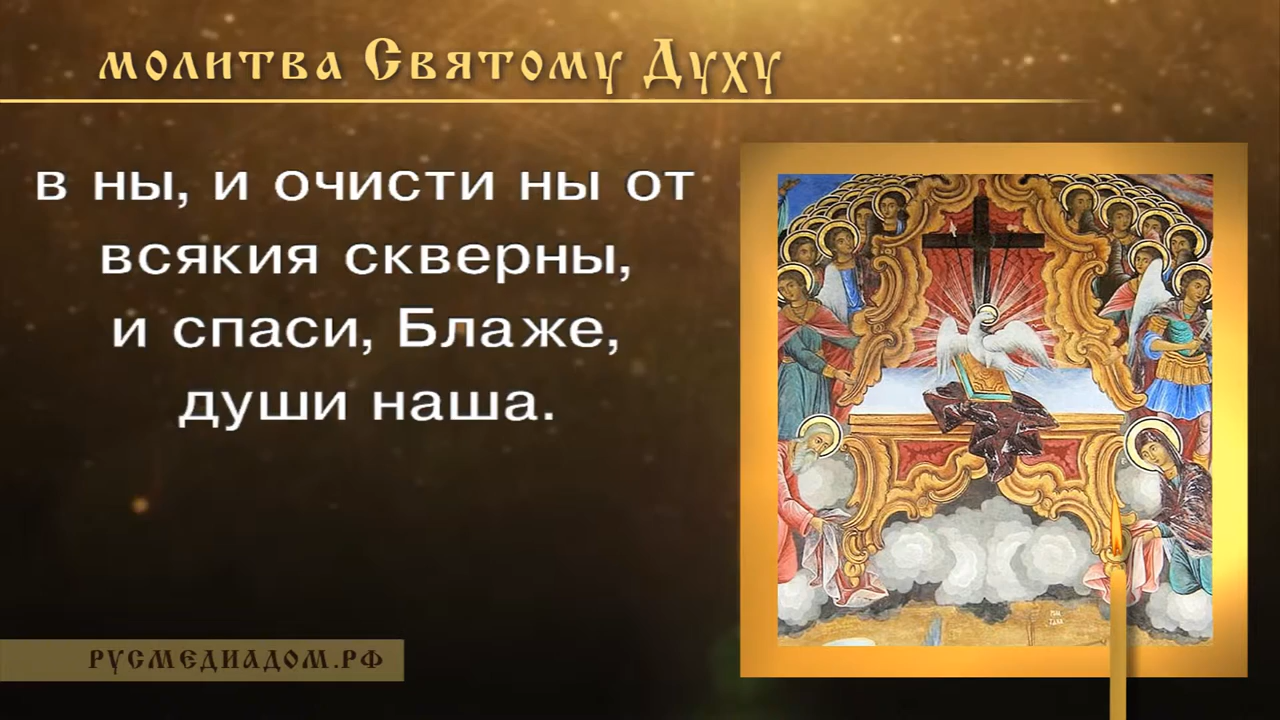 молитва Святому Духу
в ны, и очисти ны от
всякия скверны,
и спаси, Блаже,
души наша.
РУСМЕДИАДОМ.РФ